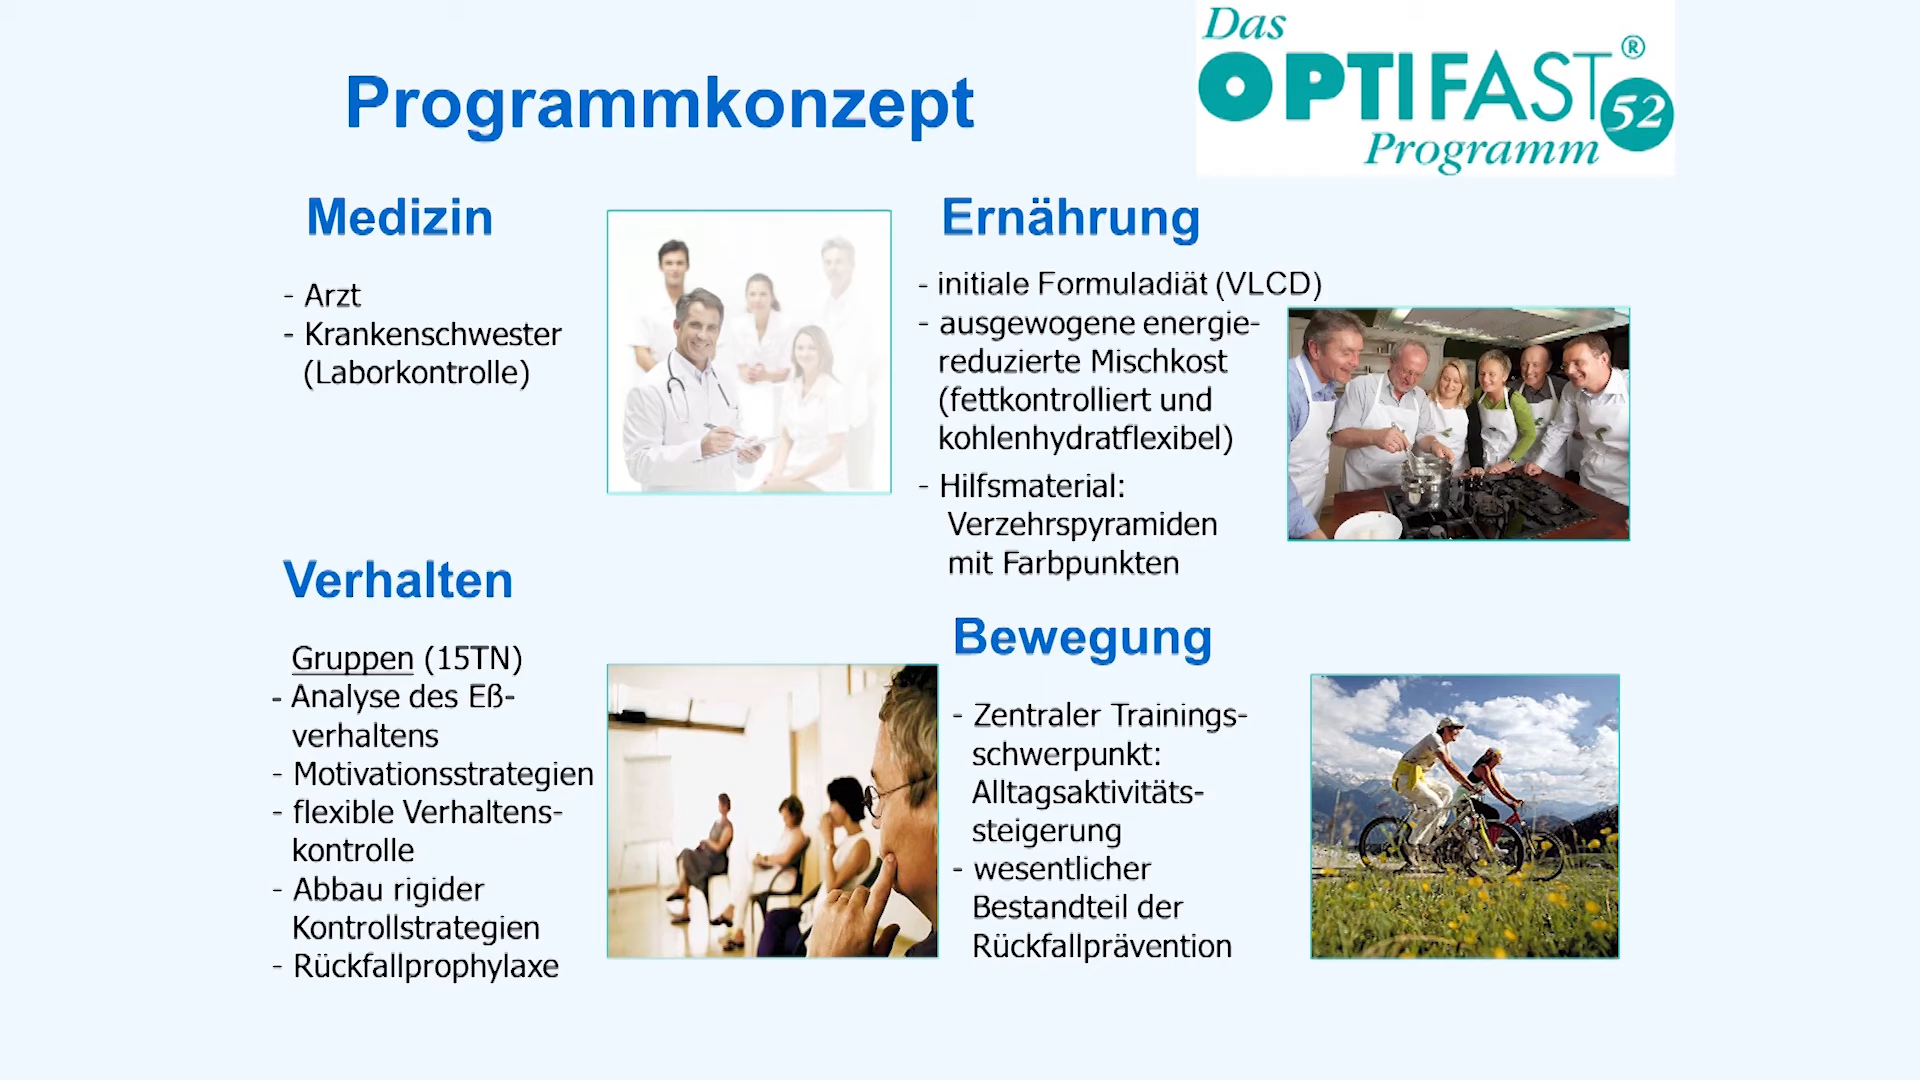 Programmkonzept
Das
OPTIFAST®
52
Programm
Medizin
- Arzt
- Krankenschwester
(Laborkontrolle)
Ernährung
- initiale Formuladiät (VLCD)
- ausgewogene energie-
reduzierte Mischkost
(fettkontrolliert und
kohlenhydratflexibel)
- Hilfsmaterial:
Verzehrspyramiden
mit Farbpunkten
Verhalten
Gruppen (15TN)
- Analyse des Eß-
verhaltens
- Motivationsstrategien
- flexible Verhaltens-
kontrolle
- Abbau rigider
Kontrollstrategien
- Rückfallprophylaxe
Bewegung
- Zentraler Trainings-
schwerpunkt:
Alltagsaktivitäts-
steigerung
- wesentlicher
Bestandteil der
Rückfallprävention